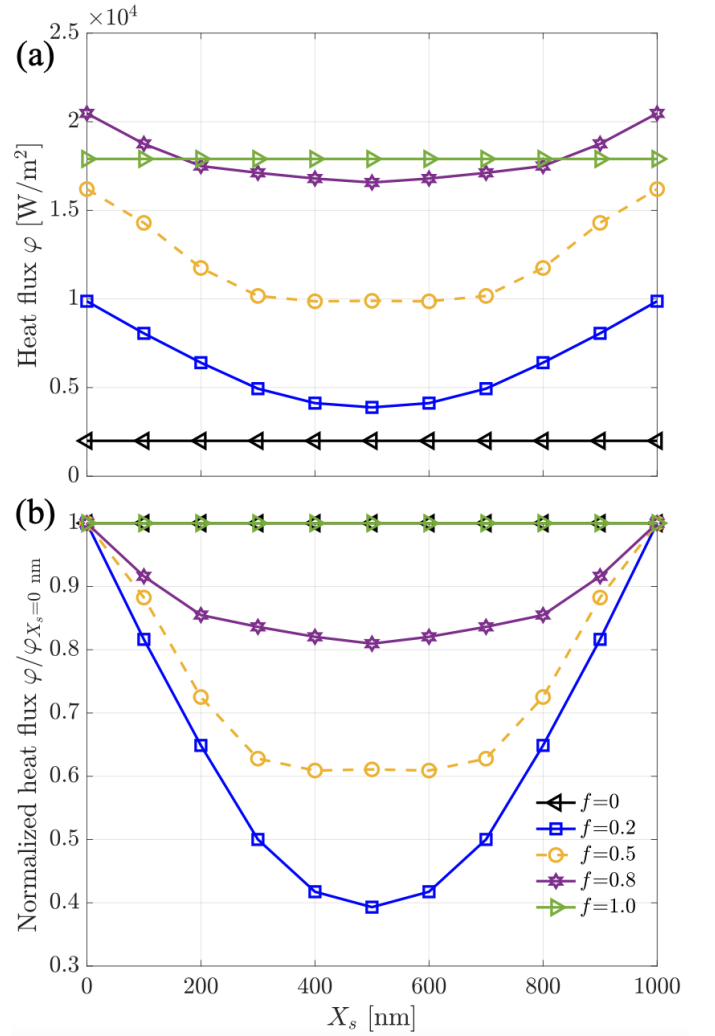 (a)
×10⁴
2.5
2
1.5
1
0.5
0
Heat flux φ [W/m²]
(b)
1
0.9
0.8
0.7
0.6
0.5
0.4
0.3
Normalized heat flux φ/φ_{X_s=0 nm}
f=0
f=0.2
f=0.5
f=0.8
f=1.0
0 200 400 600 800 1000
X_s [nm]